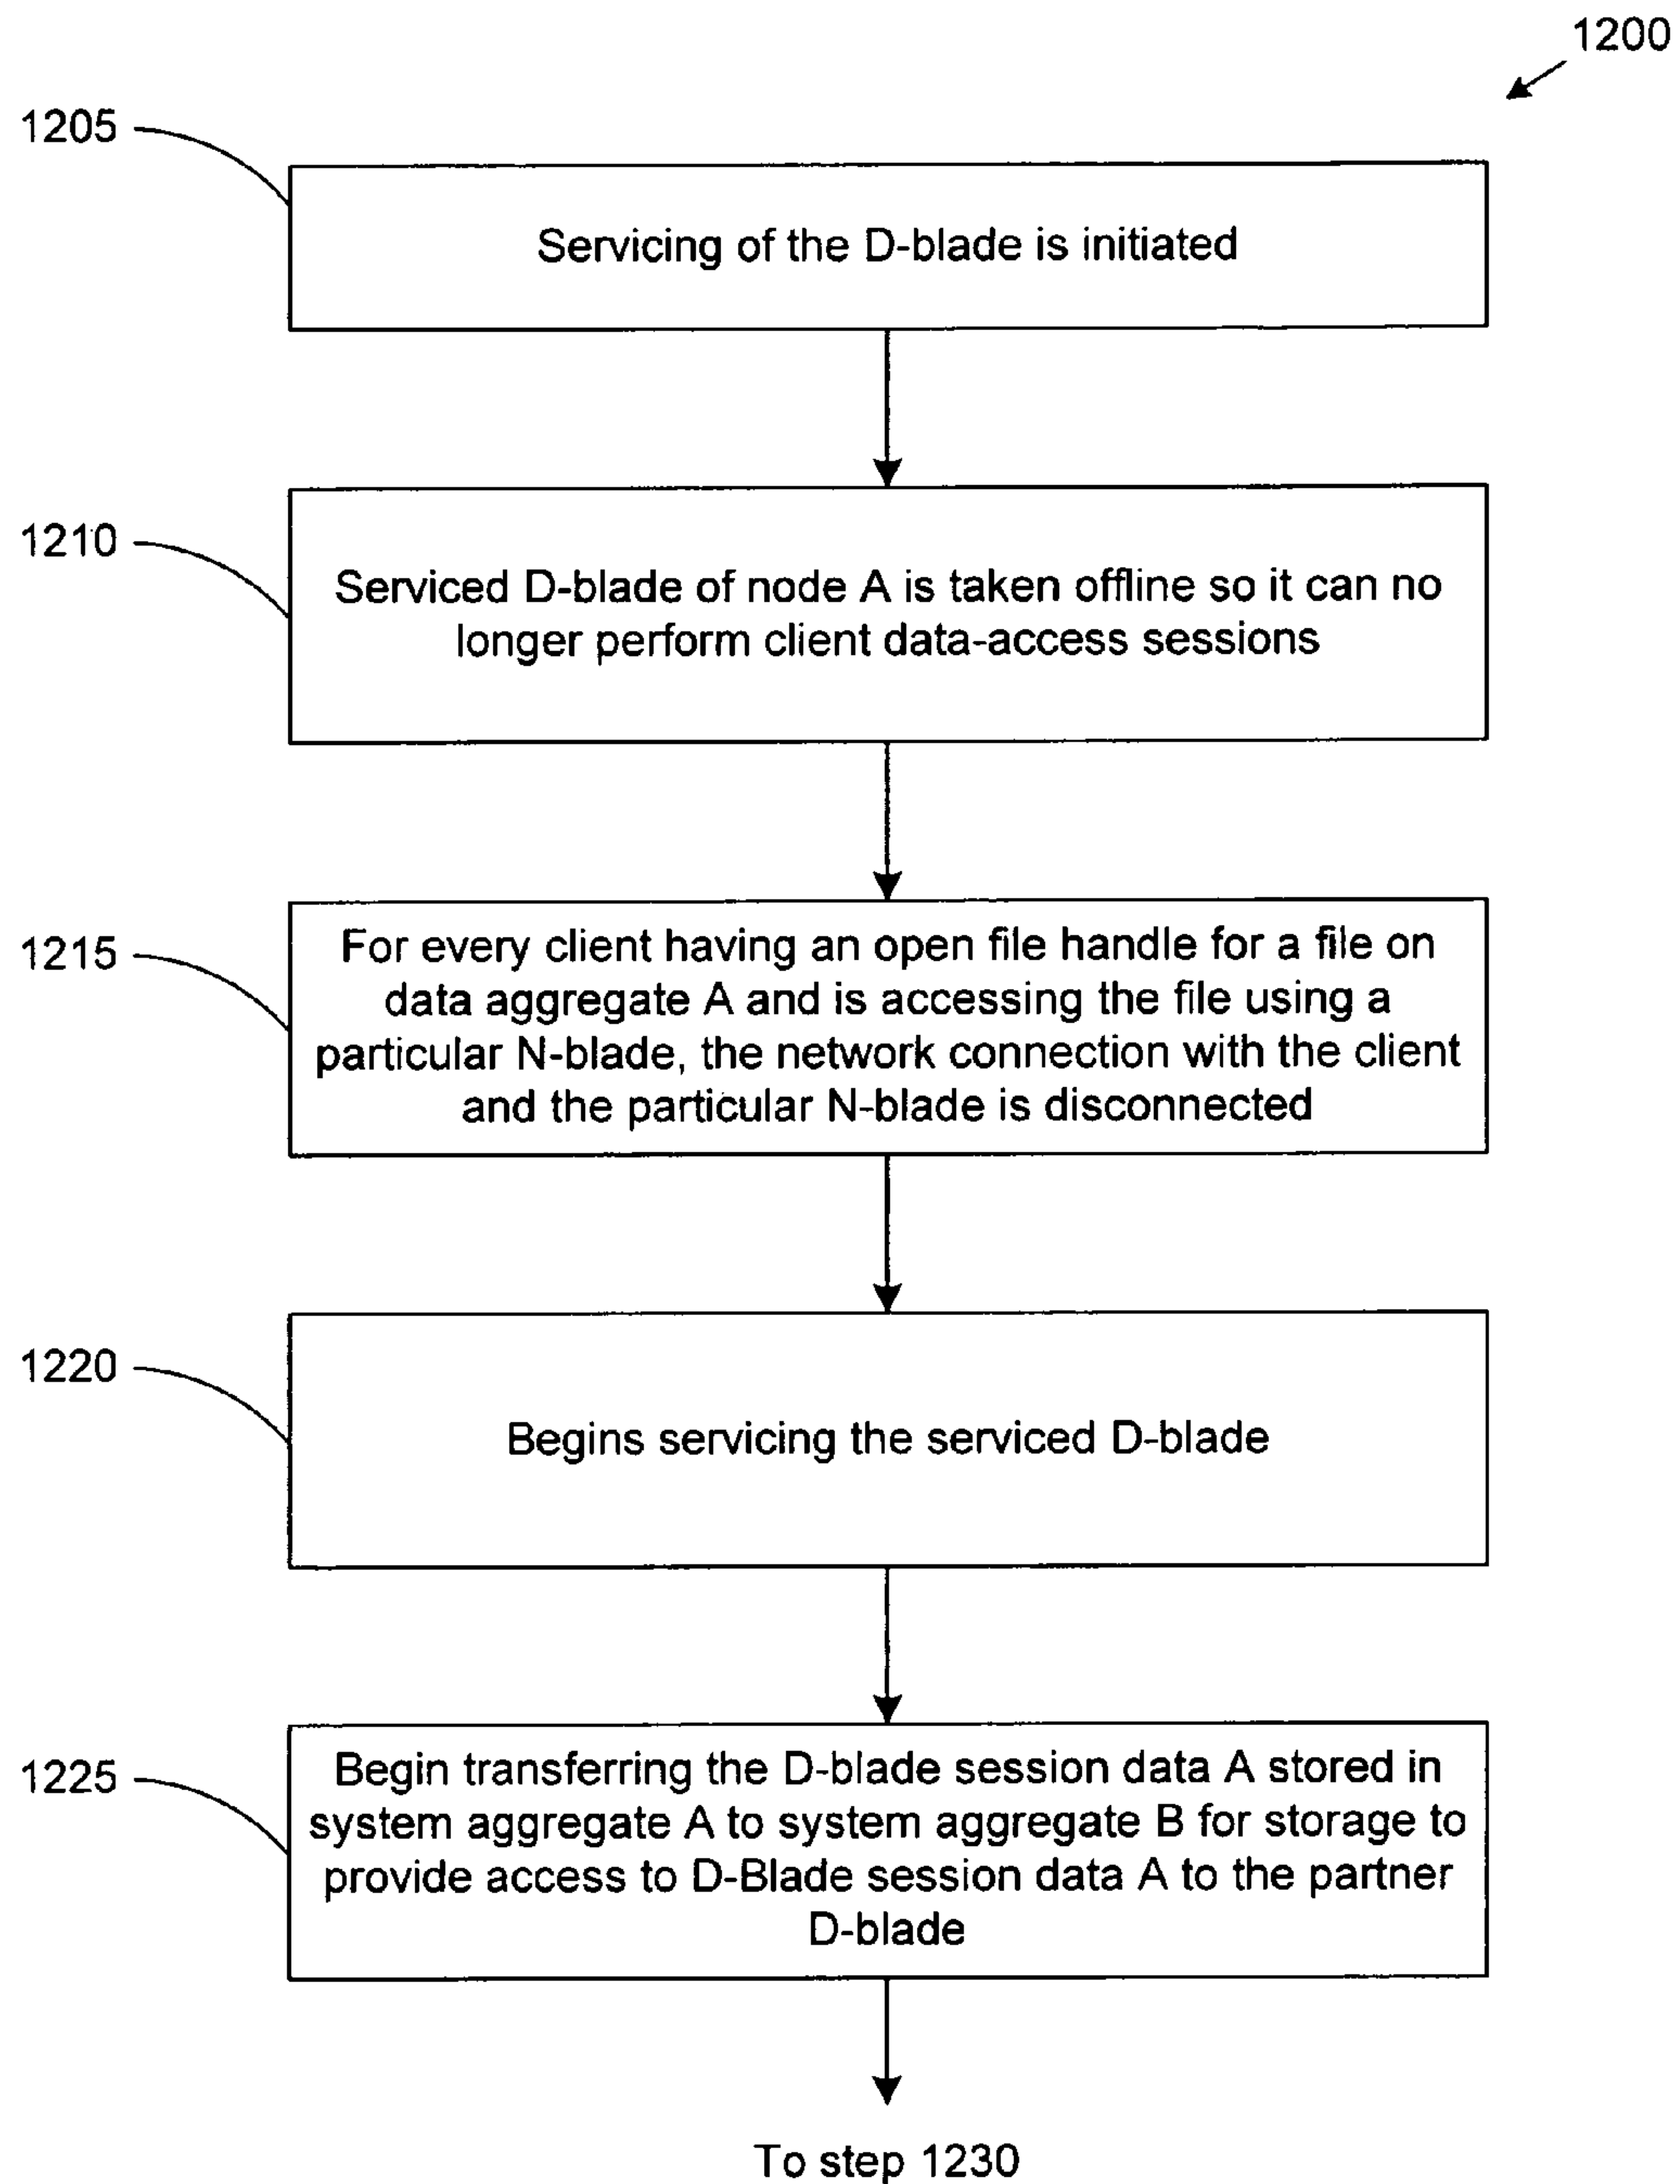 1200
1205
Servicing of the D-blade is initiated
1210
Serviced D-blade of node A is taken offline so it can no
longer perform client data-access sessions
1215
For every client having an open file handle for a file on
data aggregate A and is accessing the file using a
particular N-blade, the network connection with the client
and the particular N-blade is disconnected
1220
Begins servicing the serviced D-blade
1225
Begin transferring the D-blade session data A stored in
system aggregate A to system aggregate B for storage to
provide access to D-Blade session data A to the partner
D-blade
To step 1230